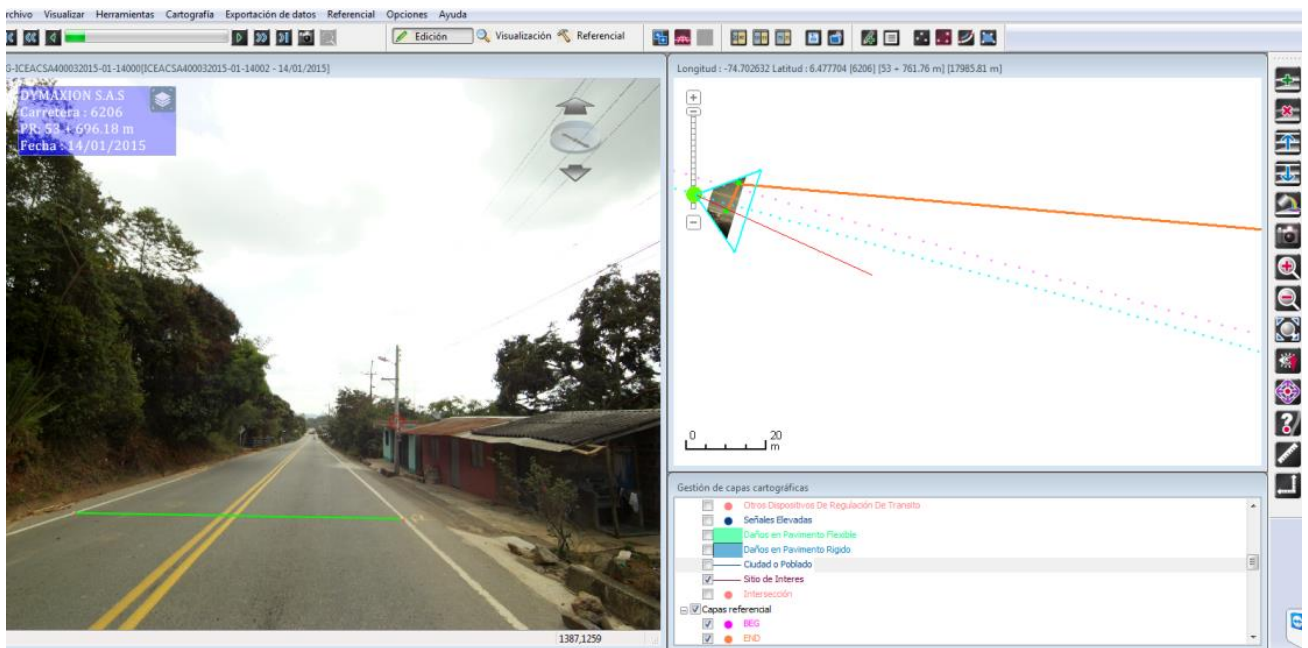 rchivo Visualizar Herramientas Cartografía Exportación de datos Referencial Opciones Ayuda
Edición Visualización Referencial
G-ICEACSA400032015-01-14000[ICEACSA400032015-01-14002 - 14/01/2015]
DYMAXION S.A.S
Carretera : 6206
PR: 53 + 696.18 m
Fecha : 14/01/2015
1387,1259
Longitud : -74.702632 Latitud : 6.477704 [6206] [53 + 761.76 m] [17985.81 m]
0 20
m
Gestión de capas cartográficas
Otros Dispositivos De Regulación De Transito
Señales Elevadas
Daños en Pavimento Flexible
Daños en Pavimento Rigido
Ciudad o Poblado
Sitio de Interes
Intersección
Capas referencial
BEG
END